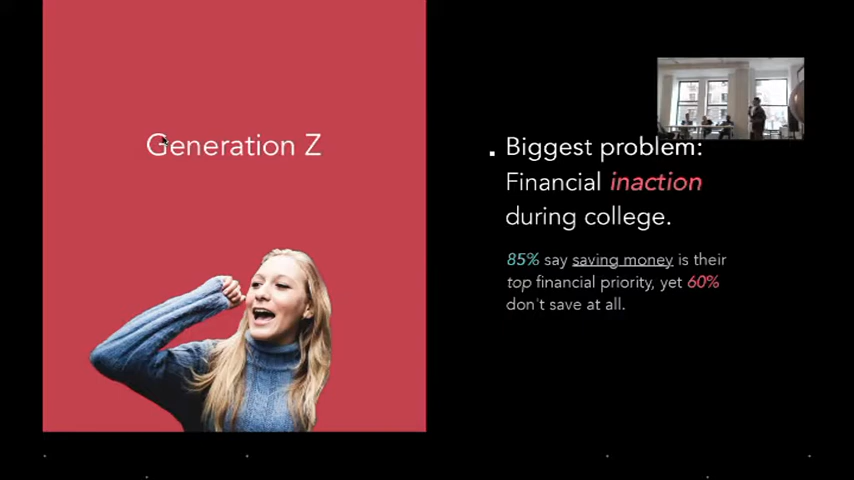 Generation Z
Biggest problem:
Financial inaction
during college.
85% say saving money is their
top financial priority, yet 60%
don't save at all.